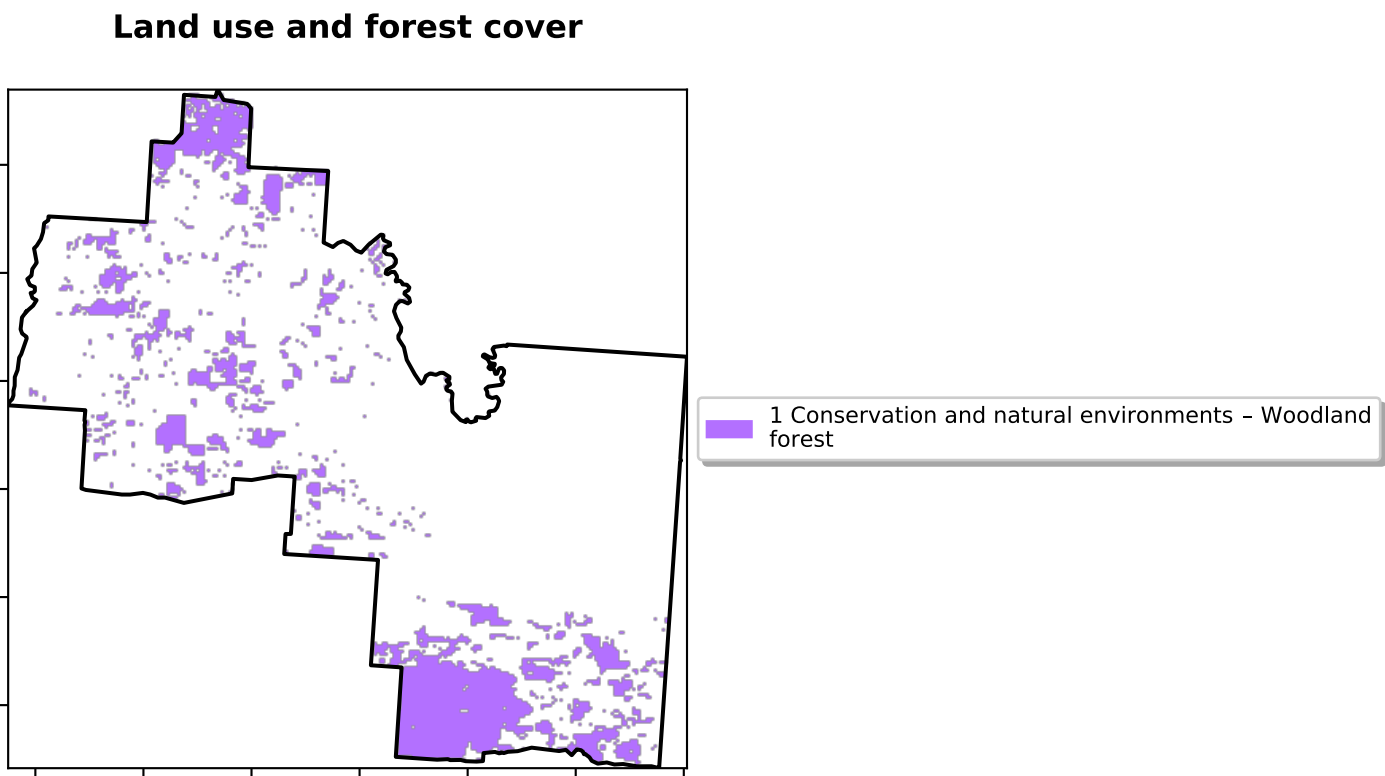 Land use and forest cover
1 Conservation and natural environments – Woodland
forest